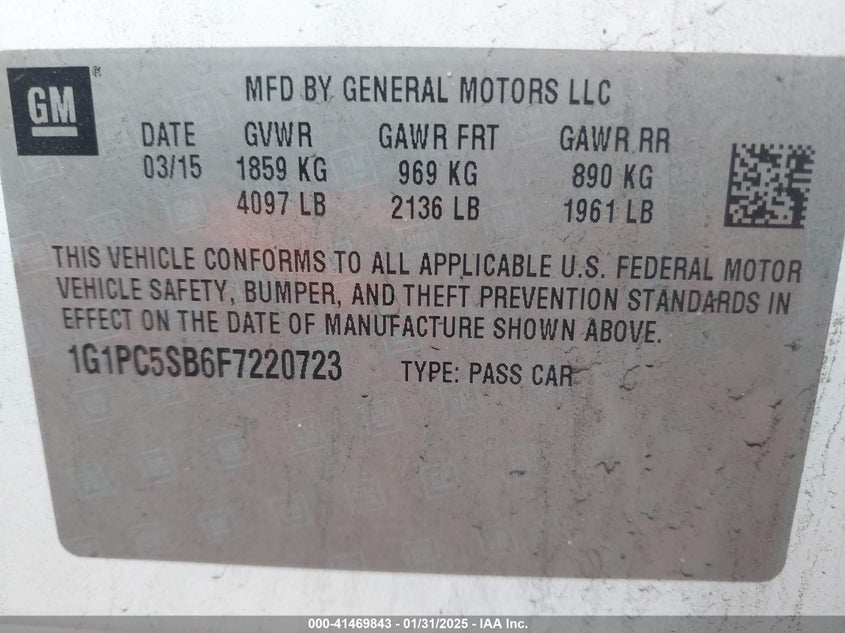 GM®
MFD BY GENERAL MOTORS LLC
DATE GVWR GAWR FRT GAWR RR
03/15 1859 KG 969 KG 890 KG
4097 LB 2136 LB 1961 LB
THIS VEHICLE CONFORMS TO ALL APPLICABLE U.S. FEDERAL MOTOR
VEHICLE SAFETY, BUMPER, AND THEFT PREVENTION STANDARDS IN
EFFECT ON THE DATE OF MANUFACTURE SHOWN ABOVE.
1G1PC5SB6F7220723 TYPE: PASS CAR
000-41469843 - 01/31/2025 - IAA Inc.